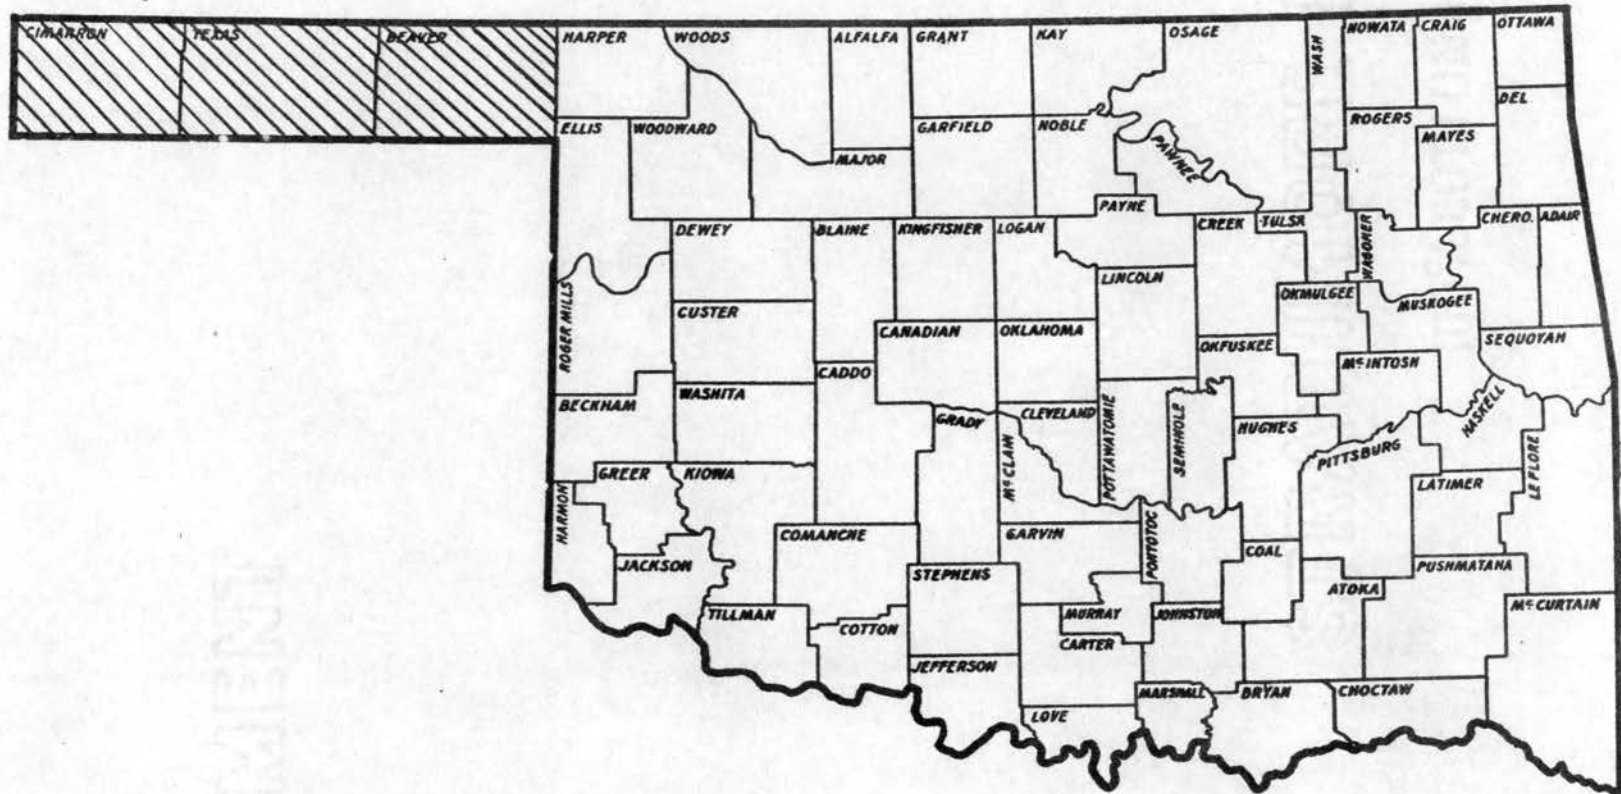 CIMARRON
TEXAS
BEAVER
HARPER
WOODS
ALFALFA
GRANT
KAY
OSAGE
WASH
NOWATA
CRAIG
OTTAWA
DEL
ELLIS
WOODWARD
MAJOR
GARFIELD
NOBLE
PAWNEE
ROGERS
MAYES
PAYNE
DEWEY
BLAINE
KINGFISHER
LOGAN
CREEK
TULSA
WAGONER
CHERO.
ADAIR
ROGER MILLS
CUSTER
CANADIAN
OKLAHOMA
LINCOLN
OKMULGEE
MUSKOGEE
SEQUOYAH
OKFUSKEE
McINTOSH
BECKHAM
WASHITA
CADDO
GRADY
McCLAIN
CLEVELAND
POTTAWATOMIE
SEMINOLE
HUGHES
PITTSBURG
HASKELL
LE FLORE
HARMON
GREER
KIOWA
LATIMER
COMANCHE
GARVIN
PONTOTOC
COAL
JACKSON
STEPHENS
ATOKA
PUSHMATAHA
TILLMAN
COTTON
MURRAY
JOHNSTON
McCURTAIN
CARTER
JEFFERSON
LOVE
MARSHALL
BRYAN
CHOCTAW